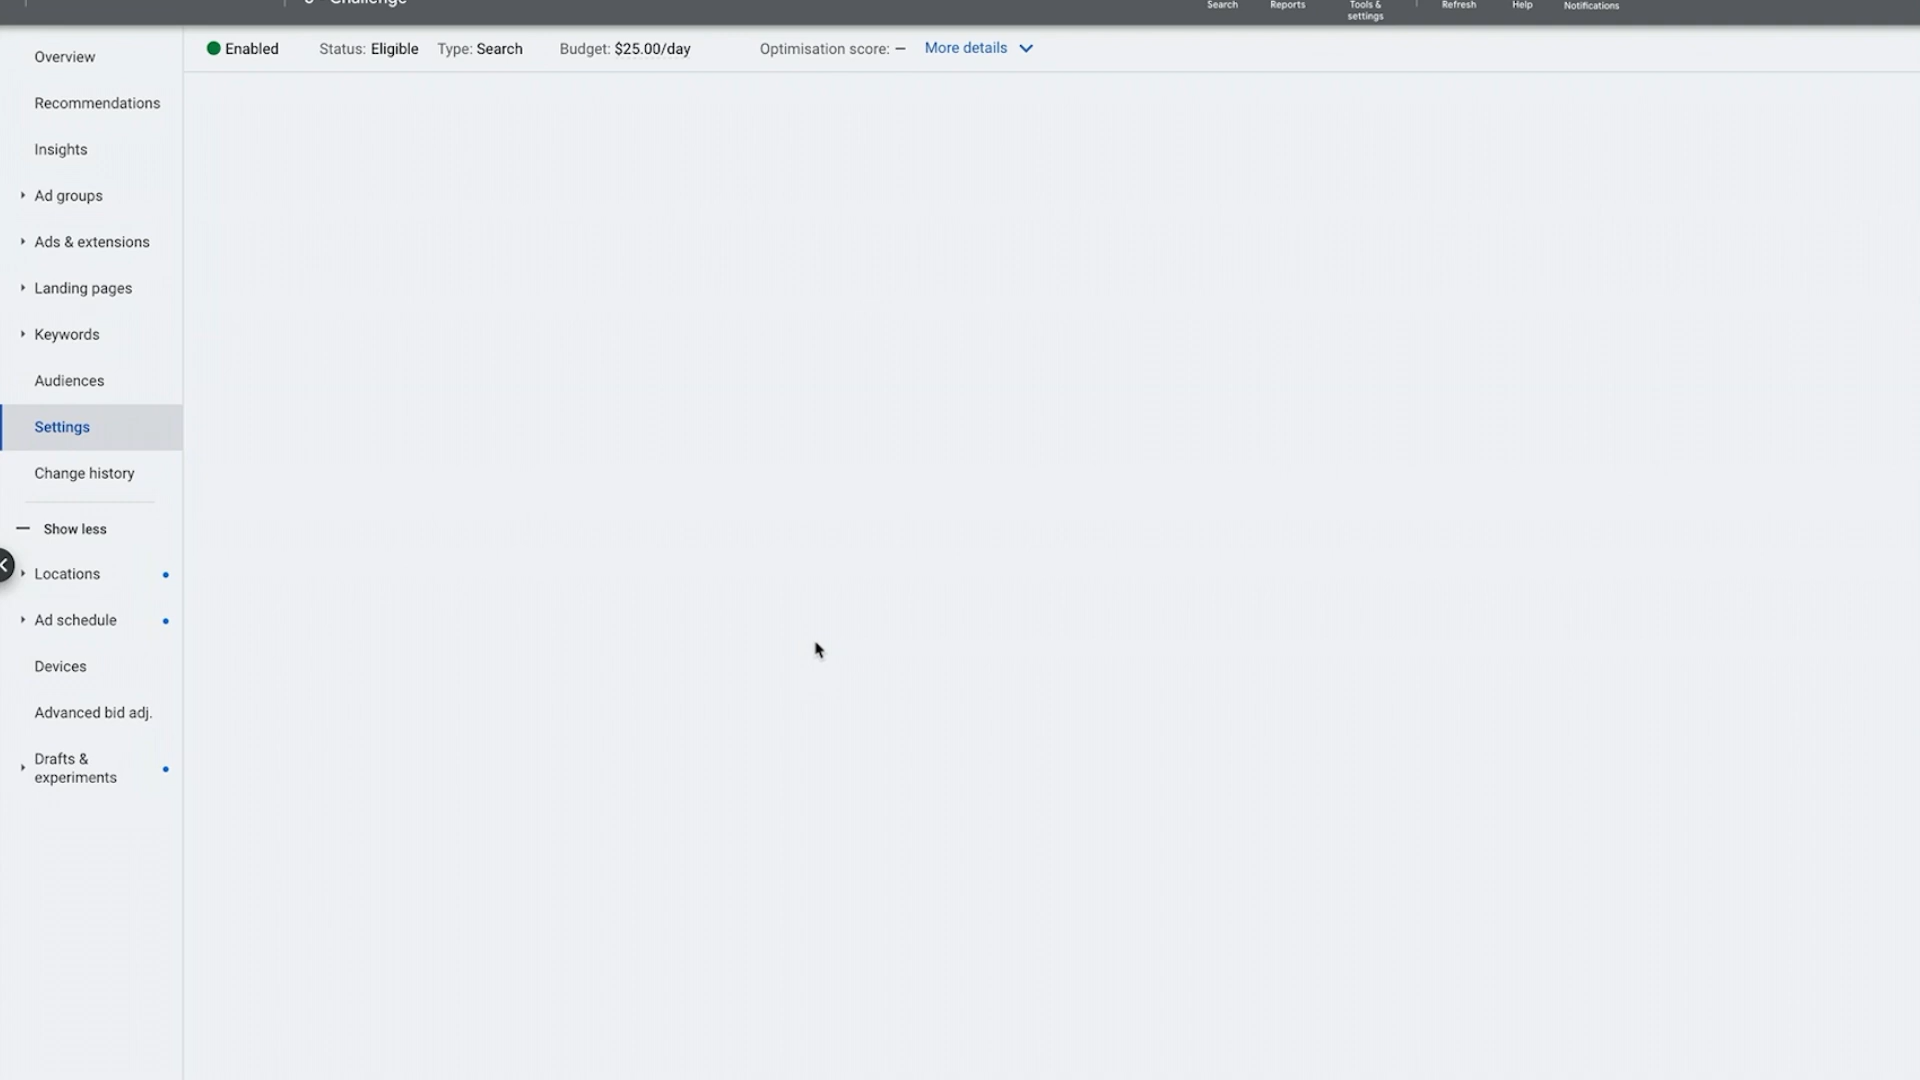 Challenge
Search
Reports
Tools &
settings
Refresh
Help
Notifications
Enabled
Status: Eligible
Type: Search
Budget: $25.00/day
Optimisation score: –
More details
Overview
Recommendations
Insights
Ad groups
Ads & extensions
Landing pages
Keywords
Audiences
Settings
Change history
Show less
Locations
Ad schedule
Devices
Advanced bid adj.
Drafts &
experiments